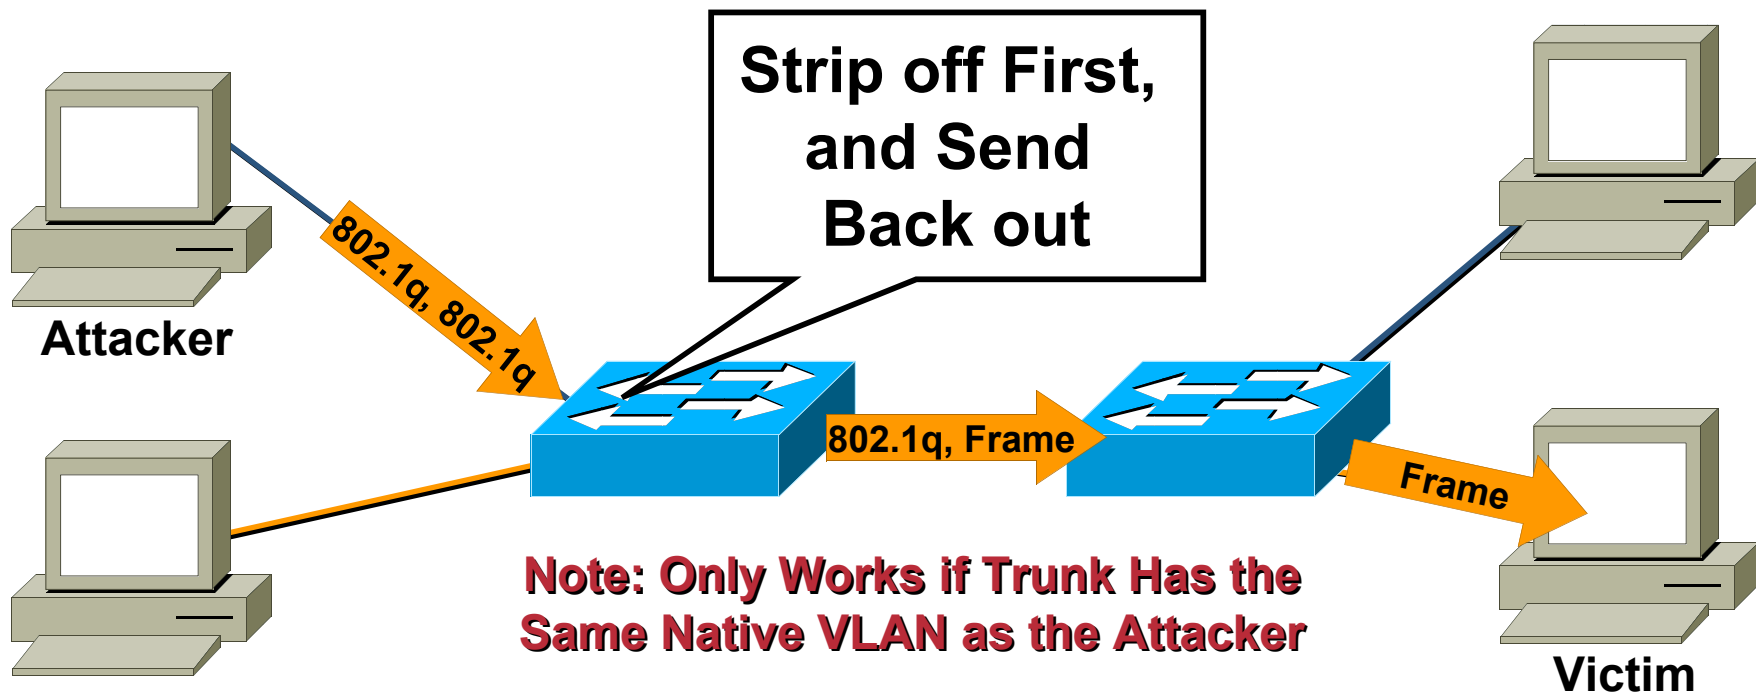 Strip off First,
and Send
Back out
802.1q, 802.1q
Attacker
802.1q, Frame
Frame
Note: Only Works if Trunk Has the
Same Native VLAN as the Attacker
Victim